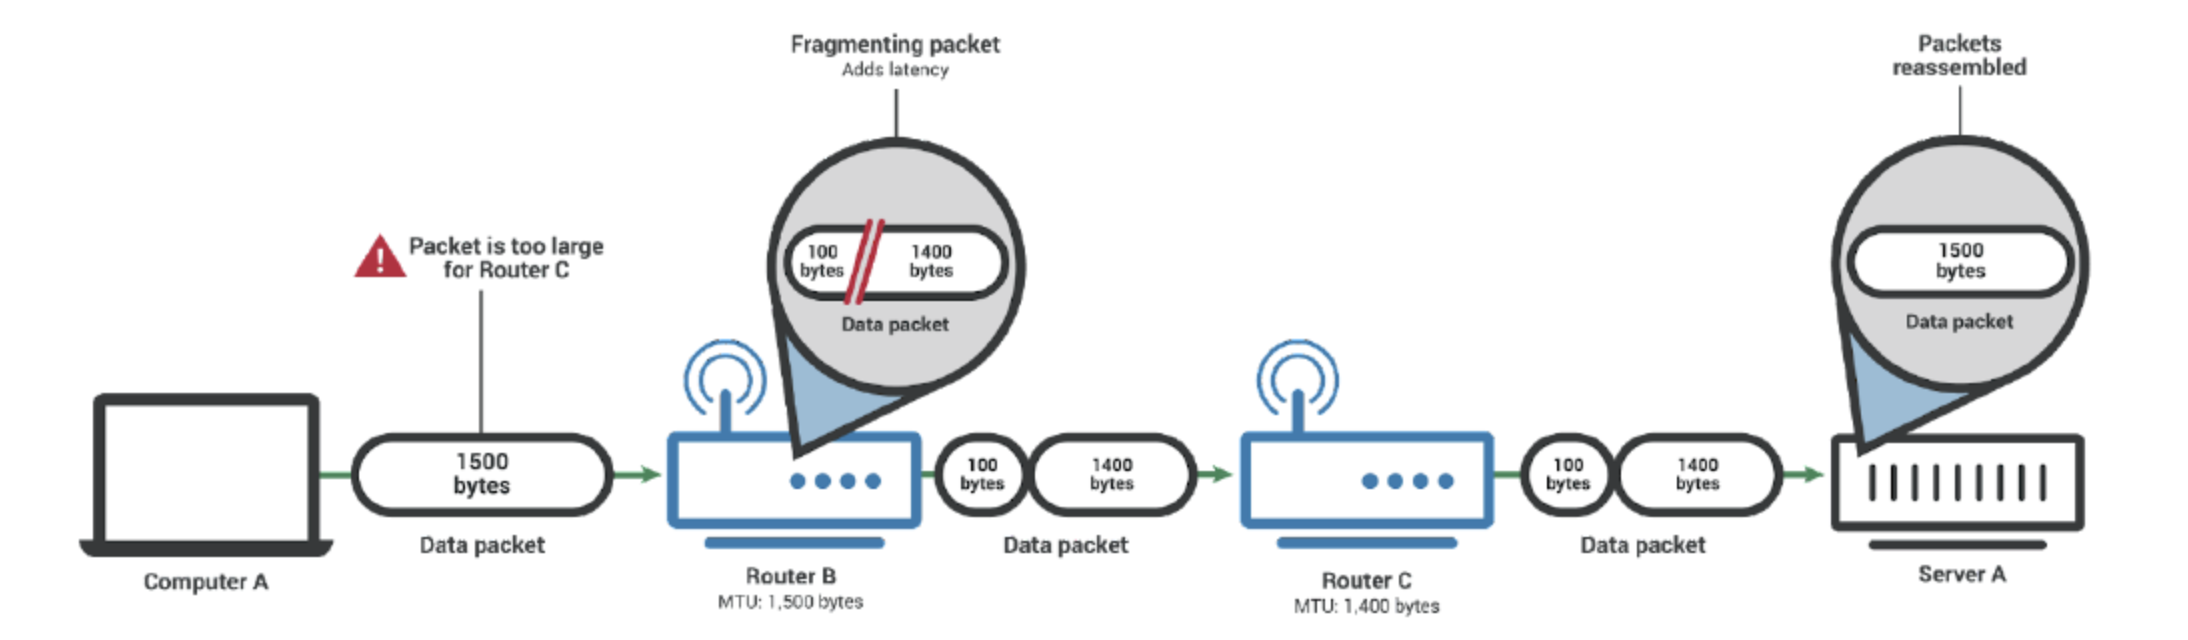 Fragmenting packet
Adds latency
Packets
reassembled
Packet is too large
for Router C
100
bytes
1400
bytes
Data packet
1500
bytes
Data packet
1500
bytes
Data packet
Computer A
Router B
MTU: 1,500 bytes
100
bytes
1400
bytes
Data packet
Router C
MTU: 1,400 bytes
100
bytes
1400
bytes
Data packet
Server A